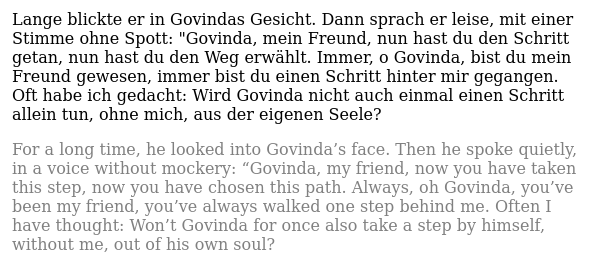 Lange blickte er in Govindas Gesicht. Dann sprach er leise, mit einer
Stimme ohne Spott: "Govinda, mein Freund, nun hast du den Schritt
getan, nun hast du den Weg erwählt. Immer, o Govinda, bist du mein
Freund gewesen, immer bist du einen Schritt hinter mir gegangen.
Oft habe ich gedacht: Wird Govinda nicht auch einmal einen Schritt
allein tun, ohne mich, aus der eigenen Seele?
For a long time, he looked into Govinda’s face. Then he spoke quietly,
in a voice without mockery: “Govinda, my friend, now you have taken
this step, now you have chosen this path. Always, oh Govinda, you’ve
been my friend, you’ve always walked one step behind me. Often I
have thought: Won’t Govinda for once also take a step by himself,
without me, out of his own soul?